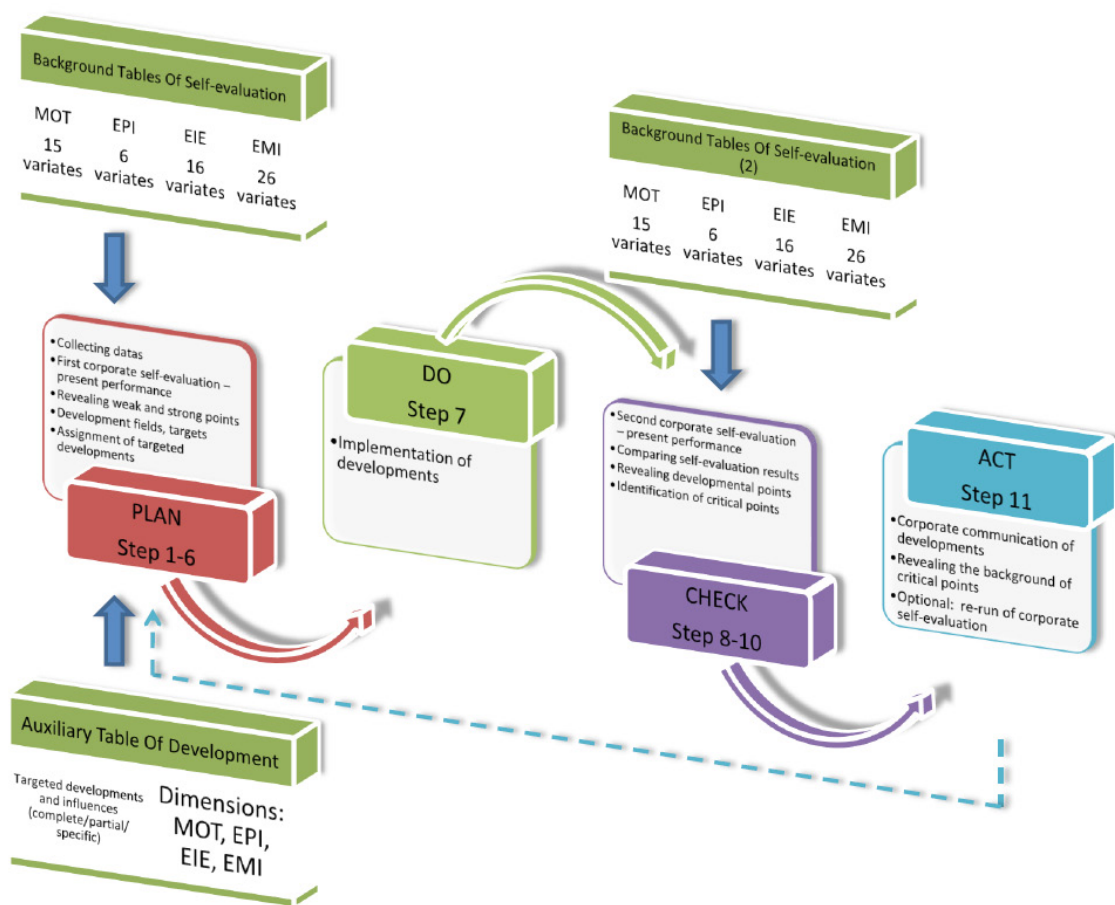 Background Tables Of Self-evaluation
MOT
15
variates
EPI
6
variates
EIE
16
variates
EMI
26
variates
Background Tables Of Self-evaluation
(2)
MOT
15
variates
EPI
6
variates
EIE
16
variates
EMI
26
variates
•Collecting datas
•First corporate self-evaluation –
present performance
•Revealing weak and strong points
•Development fields, targets
•Assignment of targeted
developments
PLAN
Step 1-6
DO
Step 7
•Implementation of
developments
•Second corporate self-evaluation
– present performance
•Comparing self-evaluation results
•Revealing developmental points
•Identification of critical points
CHECK
Step 8-10
ACT
Step 11
•Corporate communication of
developments
•Revealing the background of
critical points
•Optional: re-run of corporate
self-evaluation
Auxiliary Table Of Development
Targeted developments
and influences
(complete/partial/
specific)
Dimensions:
MOT, EPI,
EIE, EMI